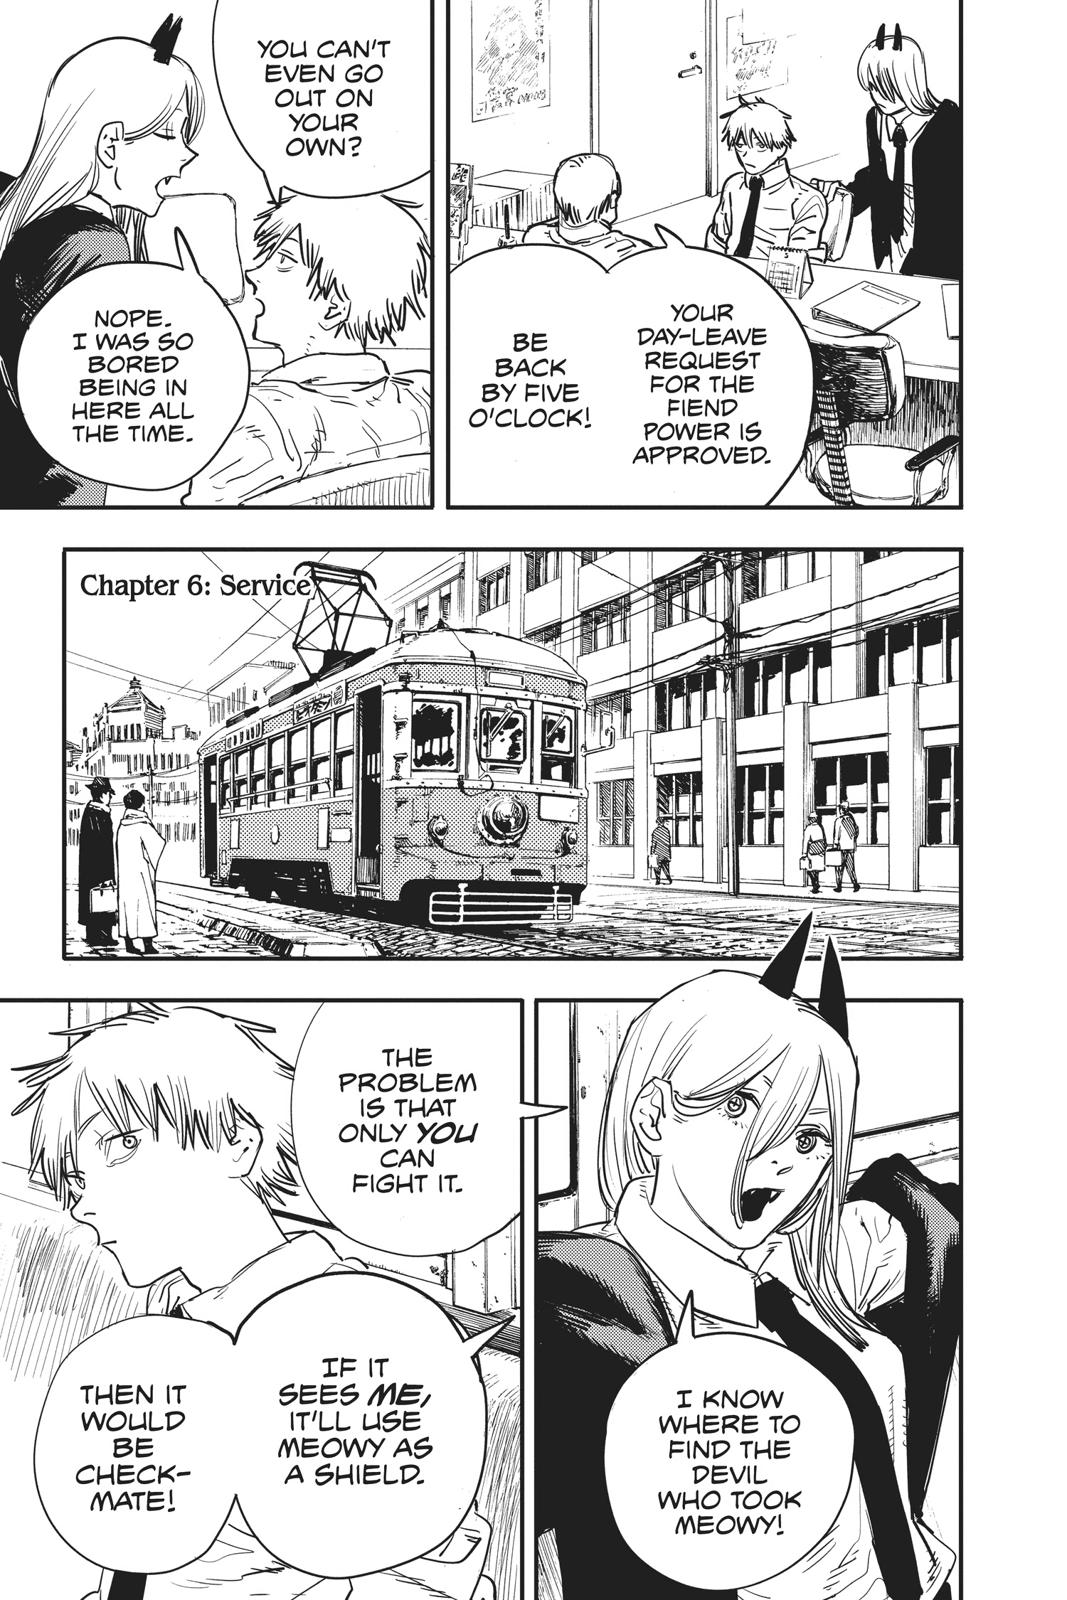 YOUR
DAY-LEAVE
REQUEST
FOR THE
FIEND
POWER IS
APPROVED.
BE
BACK
BY FIVE
O'CLOCK!
YOU CAN'T
EVEN GO
OUT ON
YOUR
OWN?
NOPE.
I WAS SO
BORED
BEING IN
HERE ALL
THE TIME.
Chapter 6: Service
I KNOW
WHERE TO
FIND THE
DEVIL
WHO TOOK
MEOWY!
THE
PROBLEM
IS THAT
ONLY YOU
CAN
FIGHT IT.
IF IT
SEES ME,
IT'LL USE
MEOWY AS
A SHIELD.
THEN IT
WOULD
BE
CHECK-
MATE!